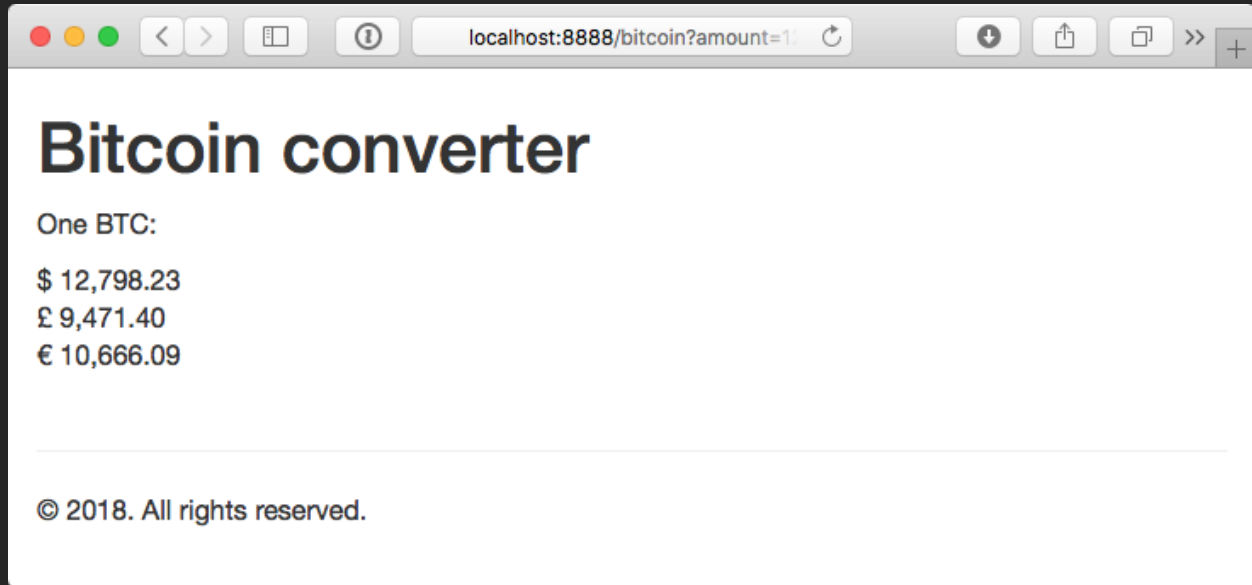 localhost:8888/bitcoin?amount=1
Bitcoin converter
One BTC:
$ 12,798.23
£ 9,471.40
€ 10,666.09
© 2018. All rights reserved.